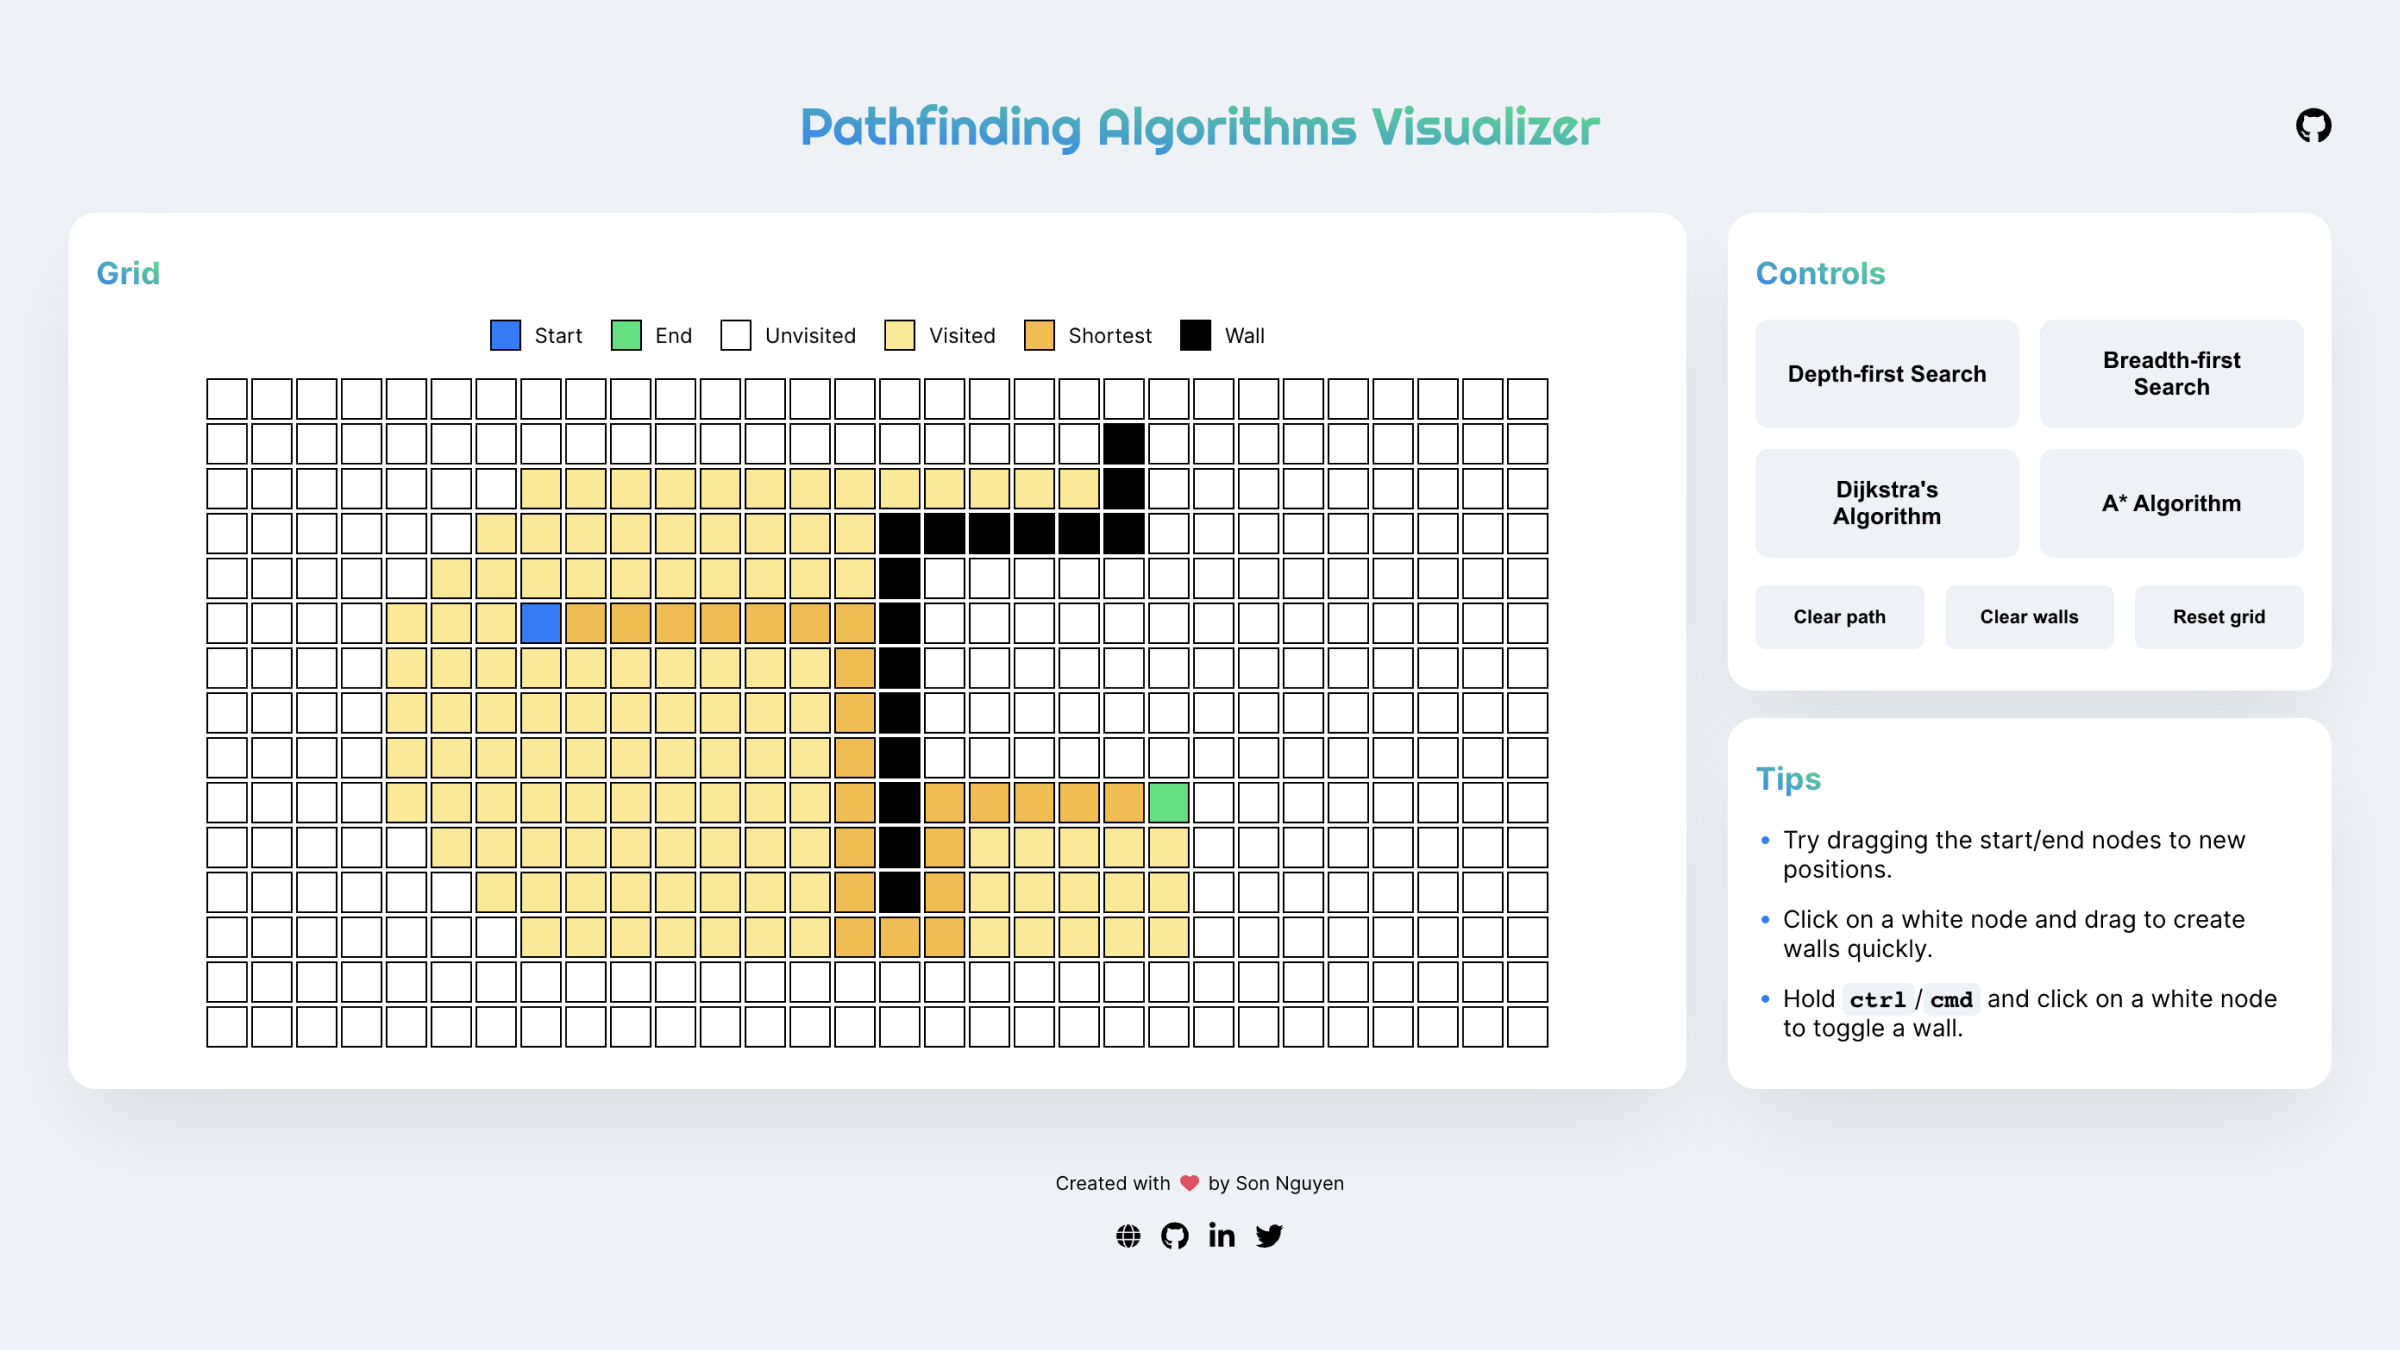 Pathfinding Algorithms Visualizer
Grid
Start
End
Unvisited
Visited
Shortest
Wall
Controls
Depth-first Search
Breadth-first
Search
Dijkstra's
Algorithm
A* Algorithm
Clear path
Clear walls
Reset grid
Tips
Try dragging the start/end nodes to new
positions.
Click on a white node and drag to create
walls quickly.
Hold ctrl/cmd and click on a white node
to toggle a wall.
Created with ❤ by Son Nguyen